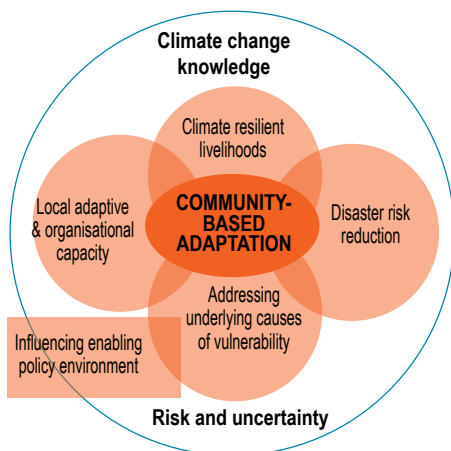 Climate change
knowledge
Climate resilient
livelihoods
Local adaptive
& organisational
capacity
COMMUNITY-
BASED
ADAPTATION
Disaster risk
reduction
Addressing
underlying causes
of vulnerability
Influencing enabling
policy environment
Risk and uncertainty